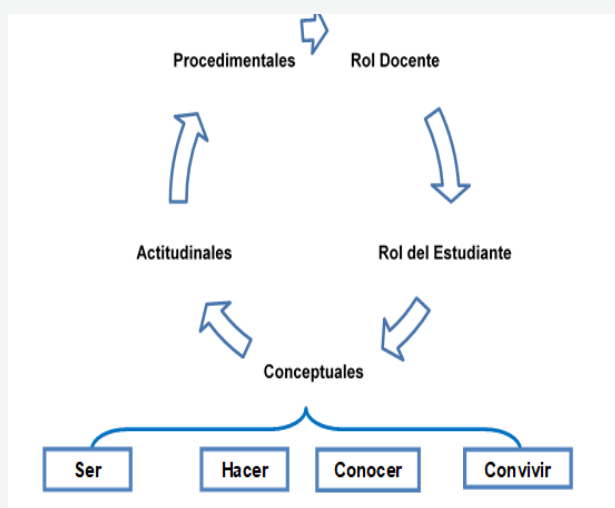 Procedimentales
Rol Docente
Actitudinales
Rol del Estudiante
Conceptuales
Ser
Hacer
Conocer
Convivir